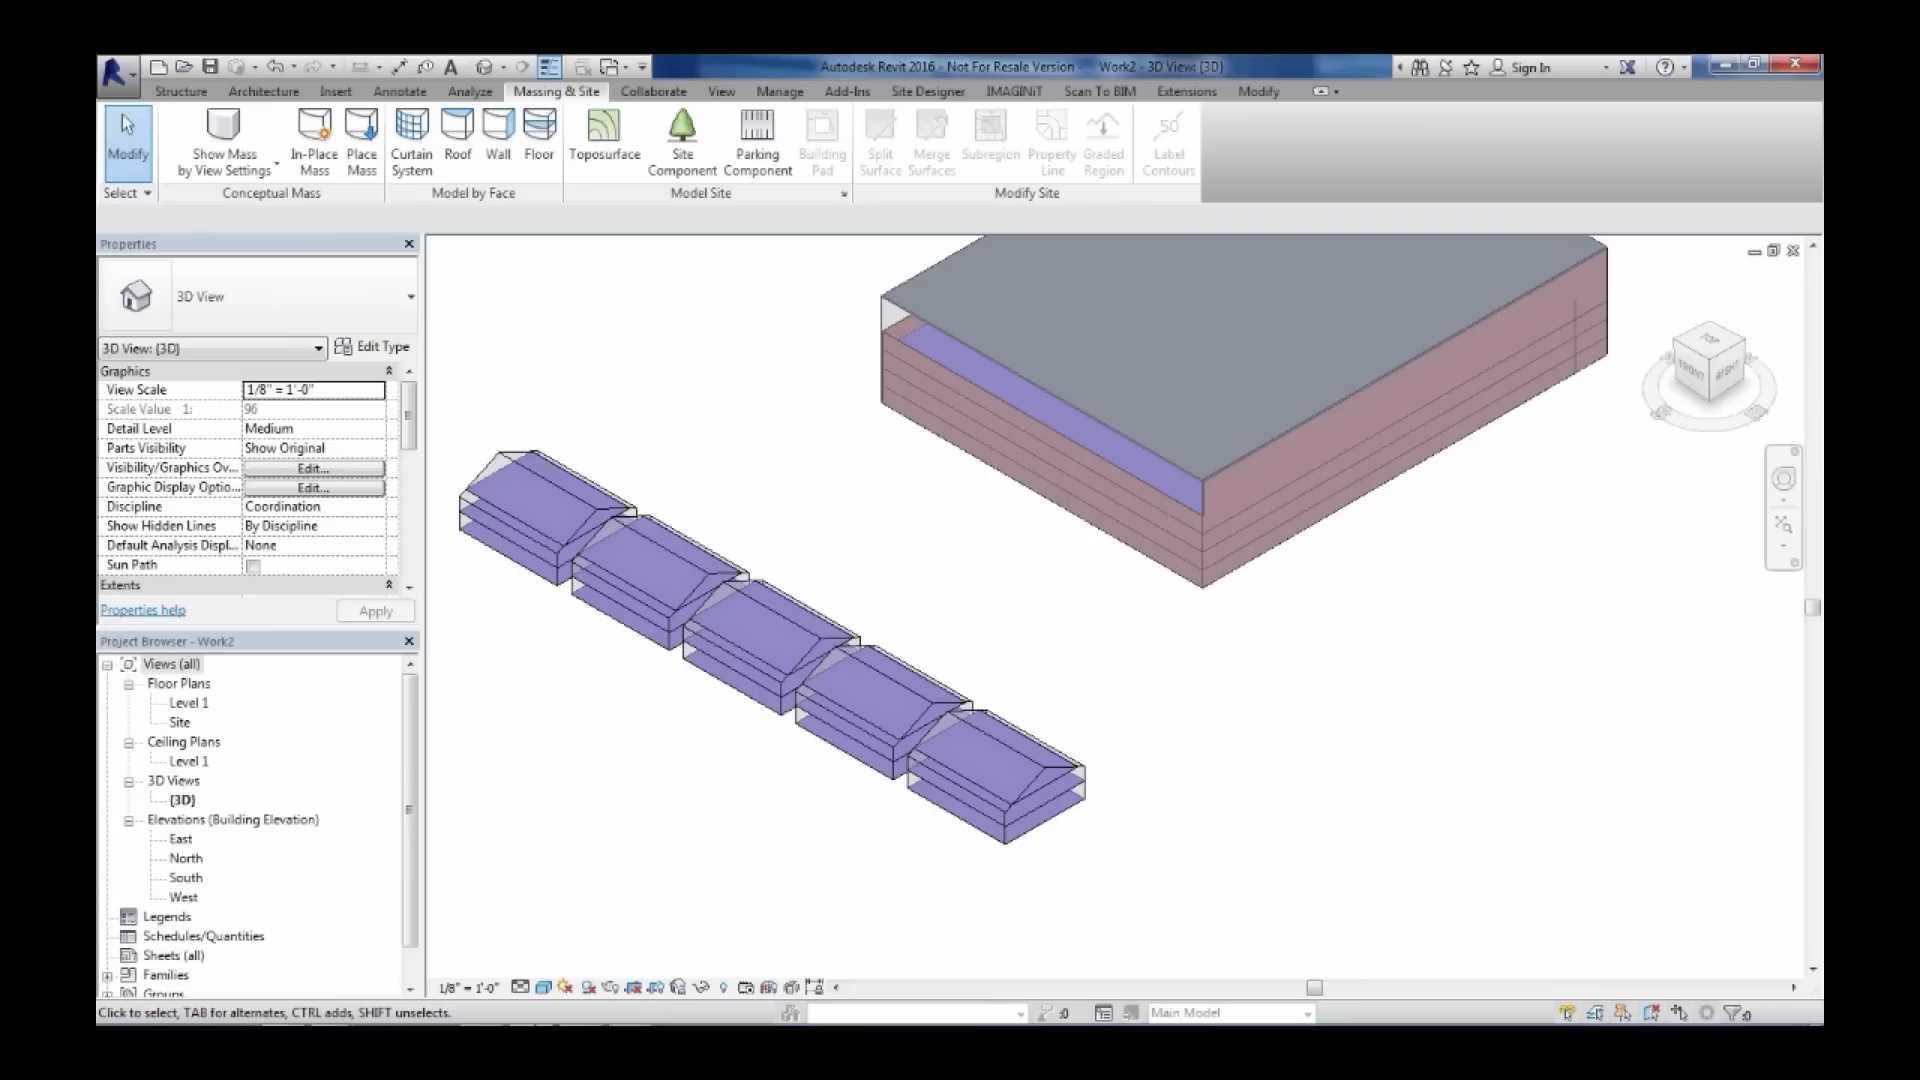 Autodesk Revit 2016 - Not For Resale Version - Work2 - 3D View: {3D}
Sign In
Structure Architecture Insert Annotate Analyze Massing & Site Collaborate View Manage Add-Ins Site Designer IMAGINiT Scan To BIM Extensions Modify
Modify
Show Mass
by View Settings
In-Place
Mass
Place
Mass
Curtain
System
Roof
Wall
Floor
Toposurface
Site
Component
Parking
Component
Building
Pad
Split
Surface
Merge
Surfaces
Subregion
Property
Line
Graded
Region
50
Label
Contours
Select
Conceptual Mass
Model by Face
Model Site
Modify Site
Properties
3D View
3D View: {3D}
Edit Type
Graphics
View Scale 1/8" = 1'-0"
Scale Value 1: 96
Detail Level Medium
Parts Visibility Show Original
Visibility/Graphics Ov... Edit...
Graphic Display Optio... Edit...
Discipline Coordination
Show Hidden Lines By Discipline
Default Analysis Displ... None
Sun Path
Extents
Properties help
Apply
Project Browser - Work2
Views (all)
Floor Plans
Level 1
Site
Ceiling Plans
Level 1
3D Views
{3D}
Elevations (Building Elevation)
East
North
South
West
Legends
Schedules/Quantities
Sheets (all)
Families
Groups
TOP
FRONT
RIGHT
1/8" = 1'-0"
Click to select, TAB for alternates, CTRL adds, SHIFT unselects.
:0
Main Model
:0